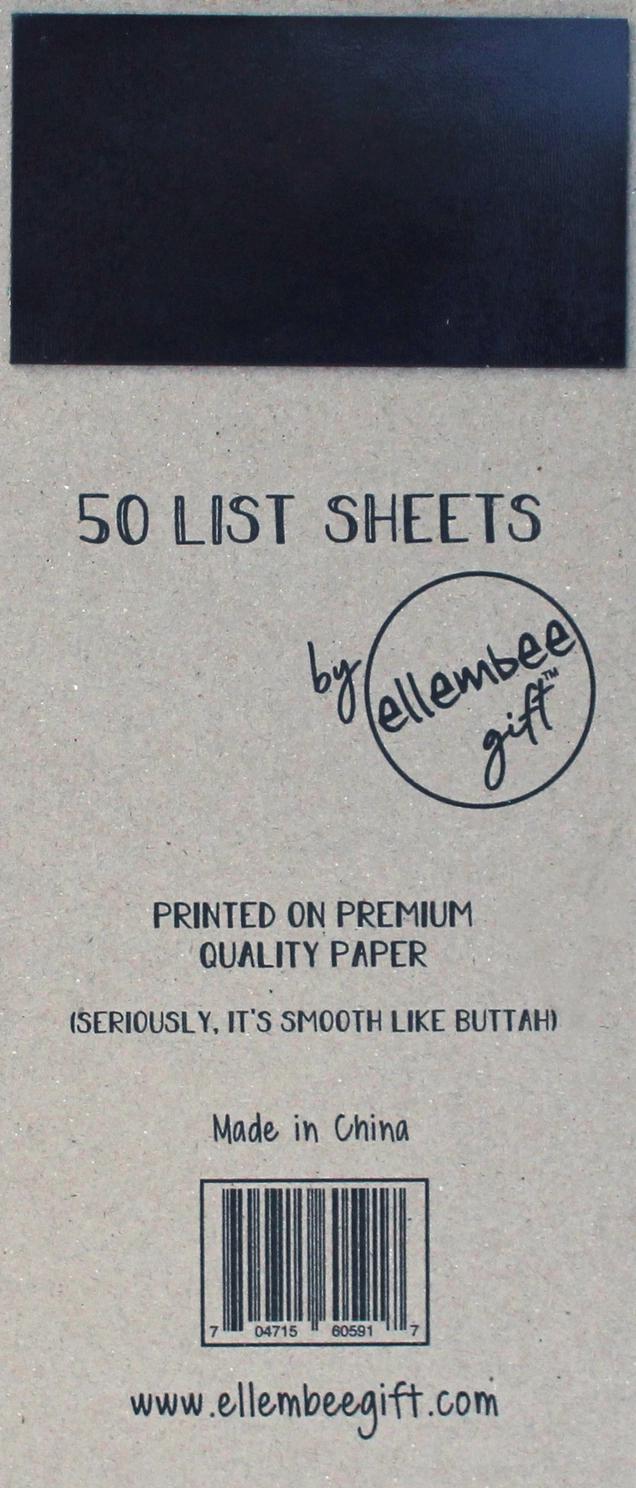 50 LIST SHEETS
by
ellembee
gift™
PRINTED ON PREMIUM
QUALITY PAPER
(SERIOUSLY, IT'S SMOOTH LIKE BUTTAH)
Made in China
7 04715 60591 7
www.ellembeegift.com